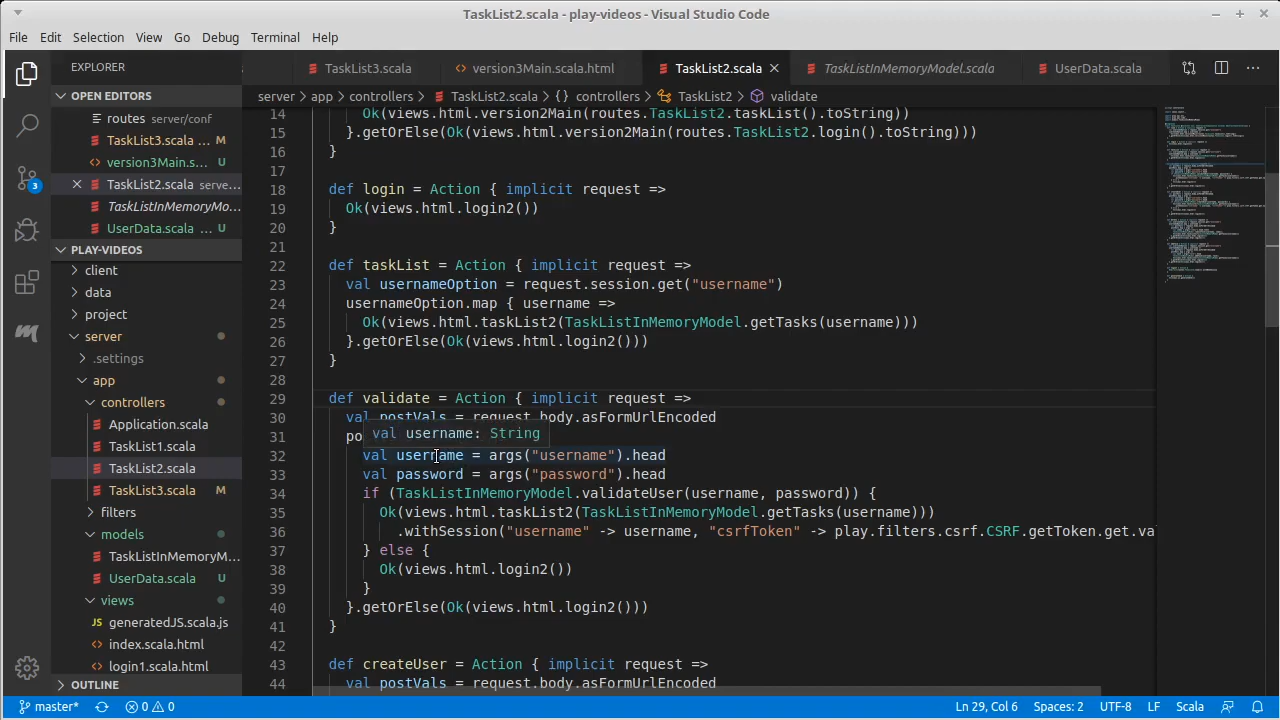 TaskList2.scala - play-videos - Visual Studio Code
File Edit Selection View Go Debug Terminal Help
EXPLORER
TaskList3.scala version3Main.scala.html TaskList2.scala TaskListInMemoryModel.scala UserData.scala
OPEN EDITORS
server › app › controllers › TaskList2.scala › {} controllers › TaskList2 › validate
routes server/conf
TaskList3.scala ... M
version3Main.s... U
TaskList2.scala serve...
TaskListInMemoryMo...
UserData.scala ... U
PLAY-VIDEOS
client
data
project
server
.settings
app
controllers
Application.scala
TaskList1.scala
TaskList2.scala
TaskList3.scala M
filters
models
TaskListInMemoryM...
UserData.scala U
views
generatedJS.scala.js
index.scala.html
login1.scala.html
OUTLINE
14 Ok(views.html.version2Main(routes.TaskList2.taskList().toString))
15 }.getOrElse(Ok(views.html.version2Main(routes.TaskList2.login().toString)))
16 }
17
18 def login = Action { implicit request =>
19 Ok(views.html.login2())
20 }
21
22 def taskList = Action { implicit request =>
23 val usernameOption = request.session.get("username")
24 usernameOption.map { username =>
25 Ok(views.html.taskList2(TaskListInMemoryModel.getTasks(username)))
26 }.getOrElse(Ok(views.html.login2()))
27 }
28
29 def validate = Action { implicit request =>
30 val postVals = request.body.asFormUrlEncoded
31 po
val username: String
32 val username = args("username").head
33 val password = args("password").head
34 if (TaskListInMemoryModel.validateUser(username, password)) {
35 Ok(views.html.taskList2(TaskListInMemoryModel.getTasks(username)))
36 .withSession("username" -> username, "csrfToken" -> play.filters.csrf.CSRF.getToken.get.va
37 } else {
38 Ok(views.html.login2())
39 }
40 }.getOrElse(Ok(views.html.login2()))
41 }
42
43 def createUser = Action { implicit request =>
44 val postVals = request.body.asFormUrlEncoded
3
master* 0 0 Ln 29, Col 6 Spaces: 2 UTF-8 LF Scala